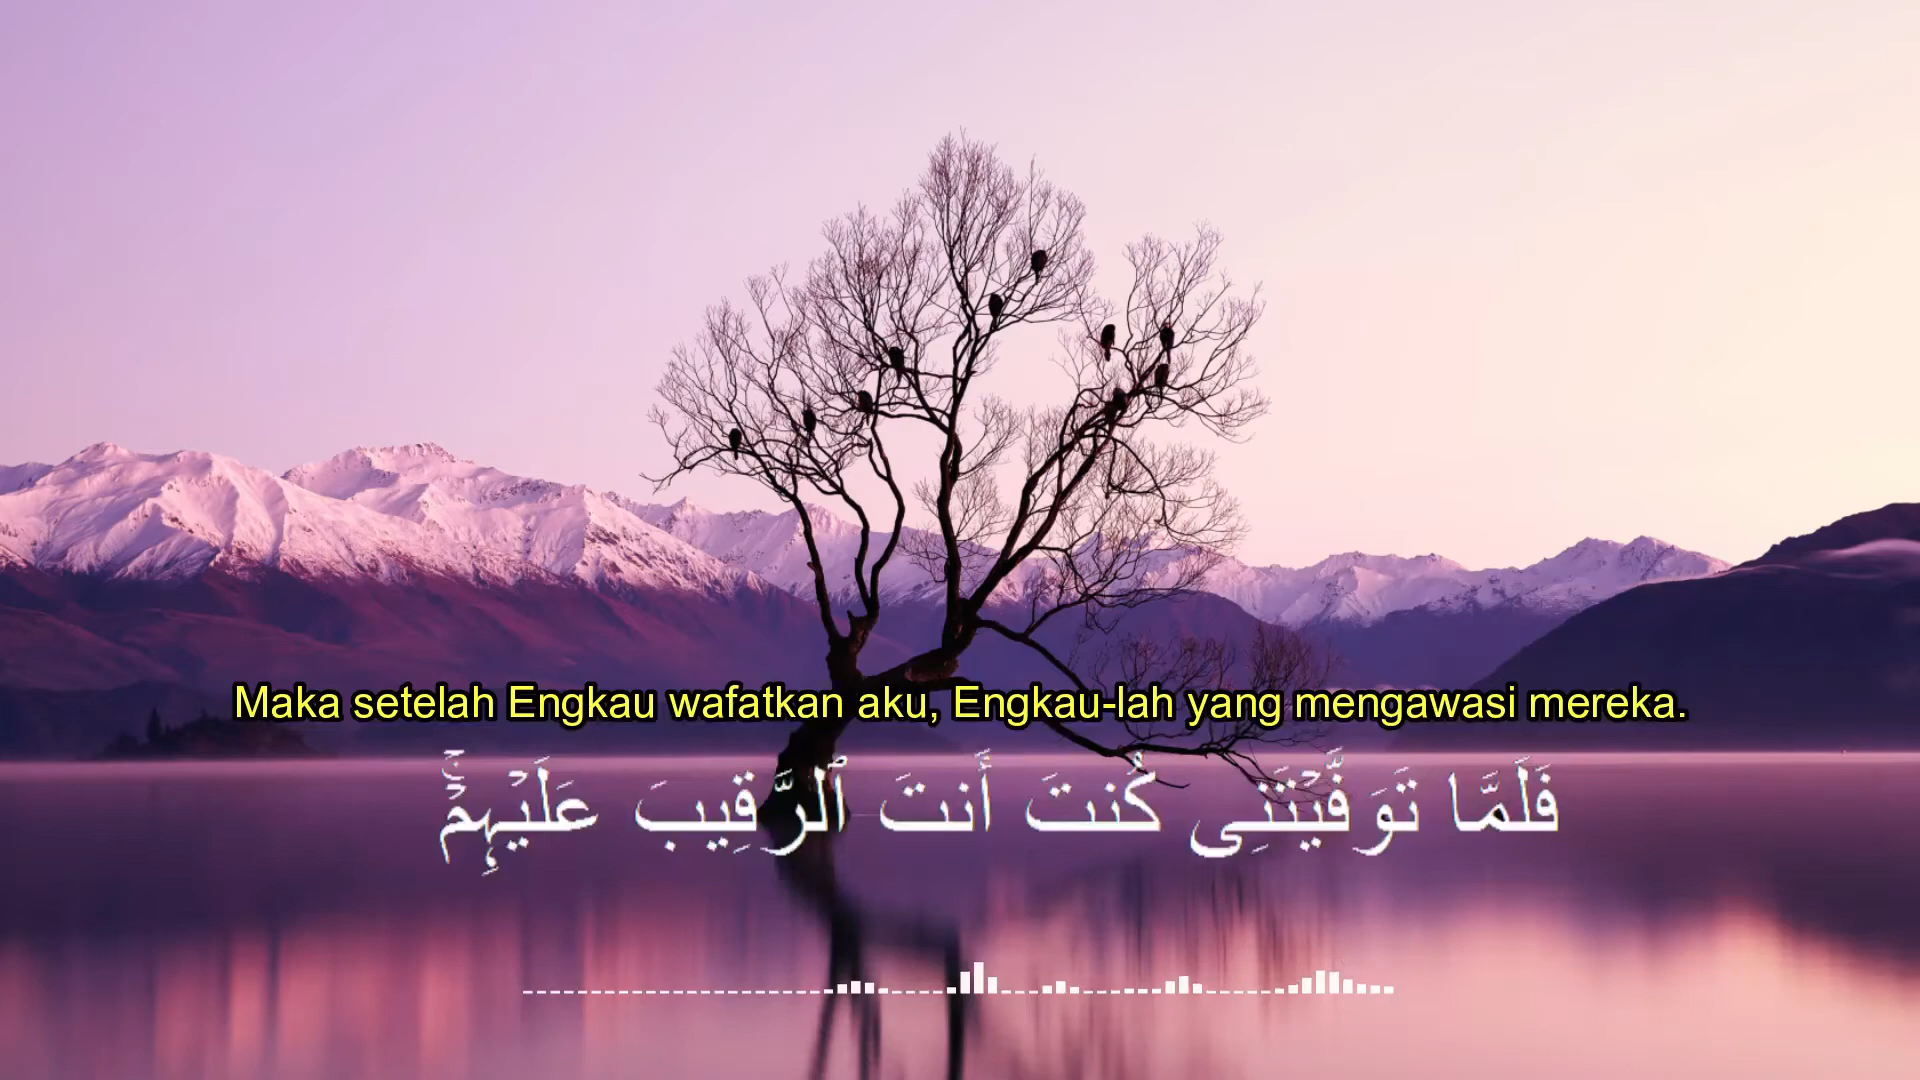 Maka setelah Engkau wafatkan aku, Engkau-lah yang mengawasi mereka.
فَلَمَّا تَوَفَّيۡتَنِى كُنتَ أَنتَ ٱلرَّقِيبَ عَلَيۡہِمۡۚ